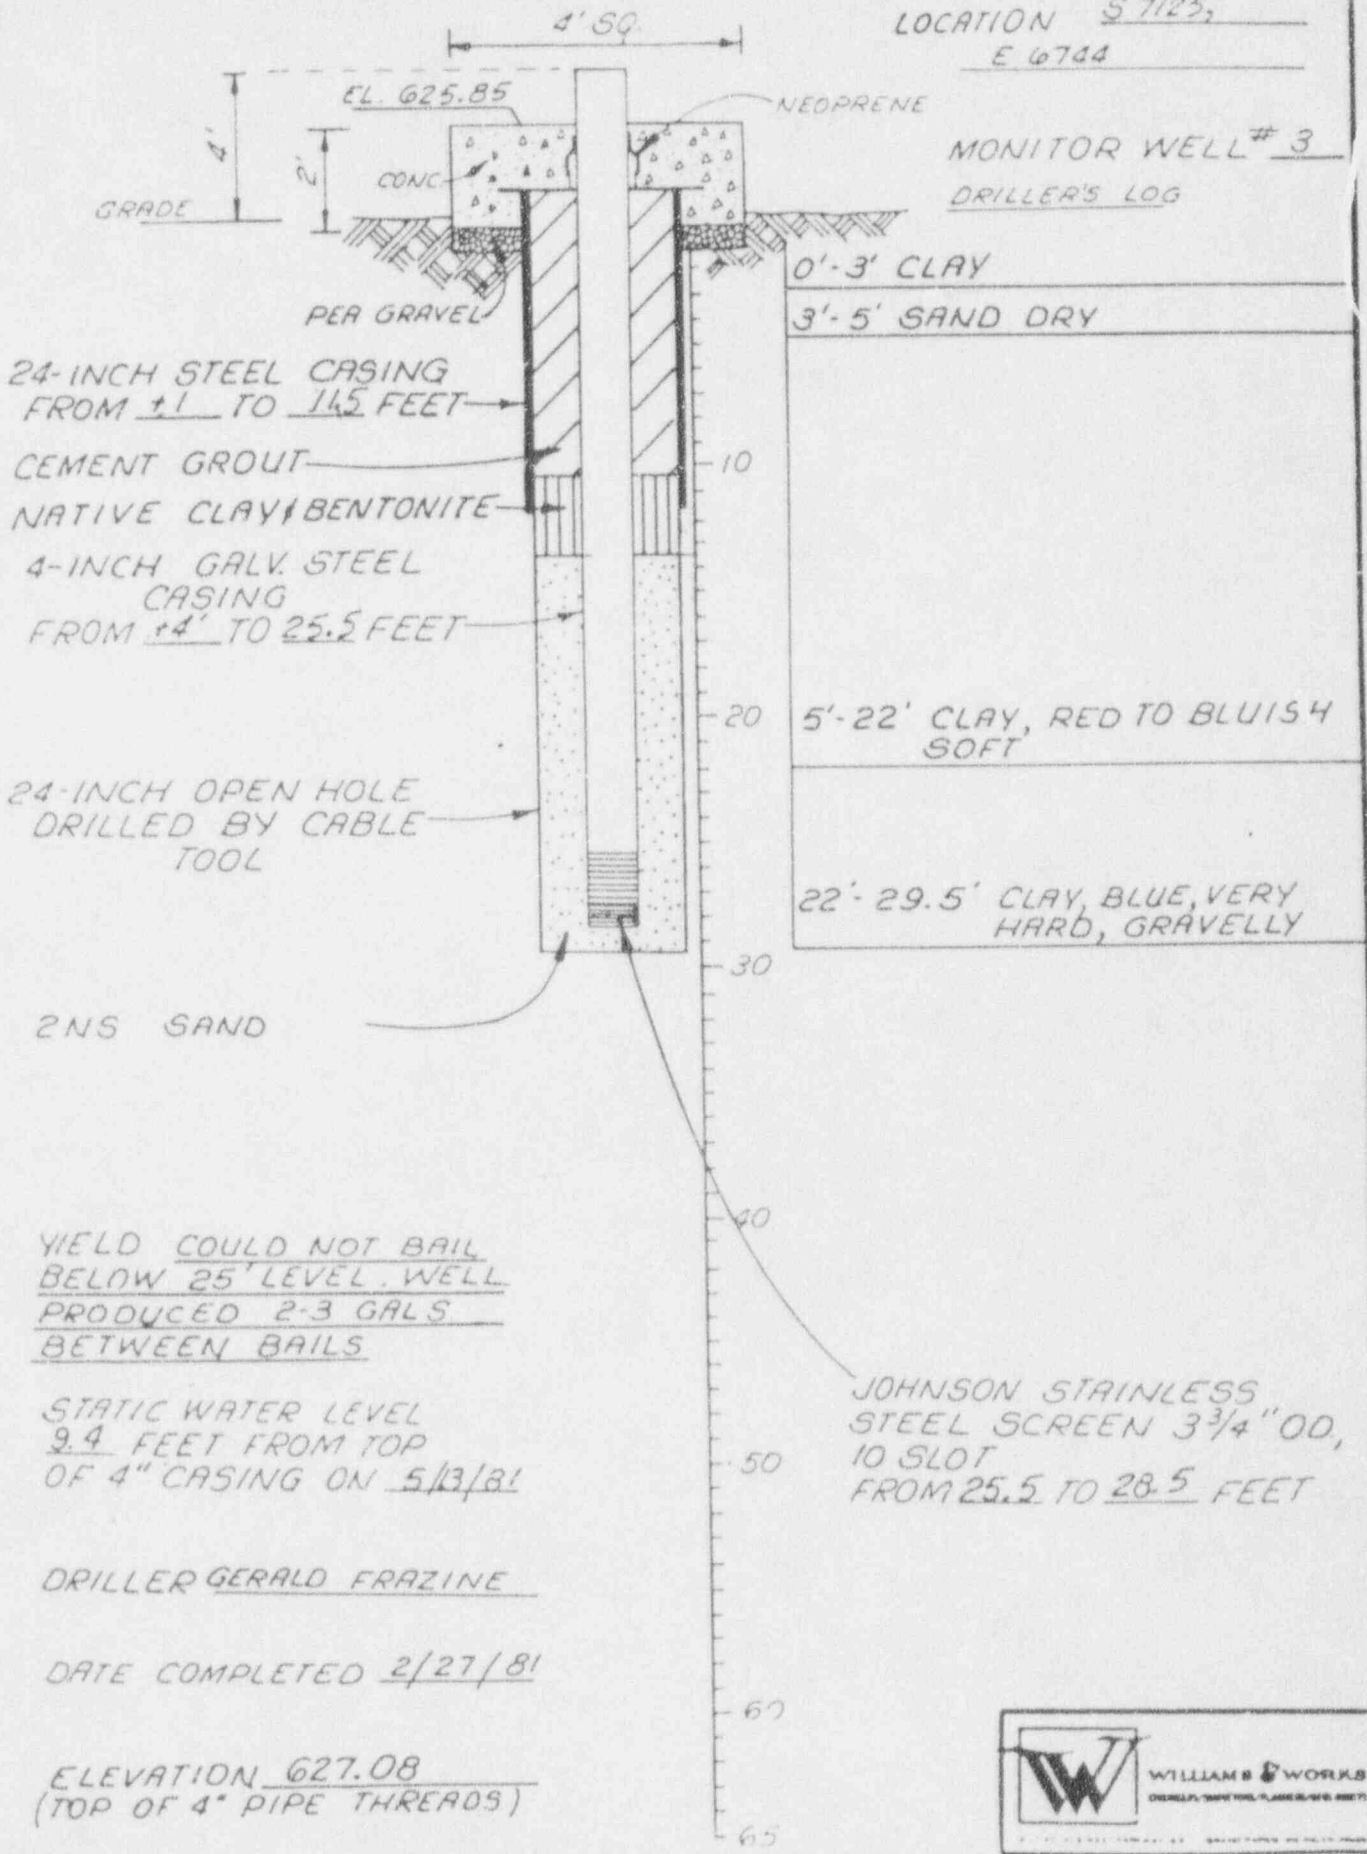 4' SQ.
LOCATION S 7125,
E 6744
EL. 625.85
NEOPRENE
4'
2'
CONC.
MONITOR WELL # 3
DRILLER'S LOG
GRADE
0'-3' CLAY
PEA GRAVEL
3'-5' SAND DRY
24-INCH STEEL CASING
FROM +.1 TO 11.5 FEET
CEMENT GROUT
10
NATIVE CLAY & BENTONITE
4-INCH GALV. STEEL
CASING
FROM +4' TO 25.5 FEET
20
5'-22' CLAY, RED TO BLUISH
SOFT
24-INCH OPEN HOLE
DRILLED BY CABLE
TOOL
22'-29.5' CLAY, BLUE, VERY
HARD, GRAVELLY
30
2NS SAND
40
YIELD COULD NOT BAIL
BELOW 25' LEVEL. WELL
PRODUCED 2-3 GALS
BETWEEN BAILS
JOHNSON STAINLESS
STEEL SCREEN 3 3/4" OD,
10 SLOT
FROM 25.5 TO 28.5 FEET
STATIC WATER LEVEL
9.4 FEET FROM TOP
OF 4" CASING ON 5/13/81
50
DRILLER GERALD FRAZINE
DATE COMPLETED 2/27/81
60
ELEVATION 627.08
(TOP OF 4" PIPE THREADS)
65
W
WILLIAMS & WORKS